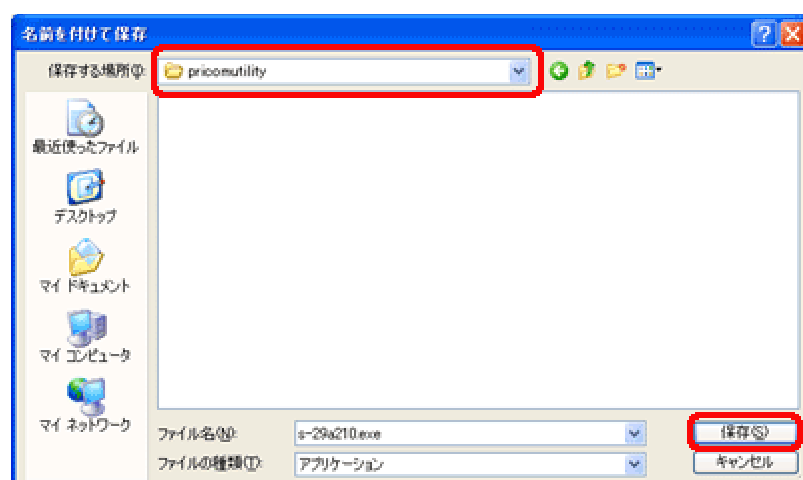 名前を付けて保存
保存する場所(I):
pricomutility
最近使ったファイル
デスクトップ
マイ ドキュメント
マイ コンピュータ
マイ ネットワーク
ファイル名(N):
s-29a210.exe
保存(S)
ファイルの種類(T):
アプリケーション
キャンセル